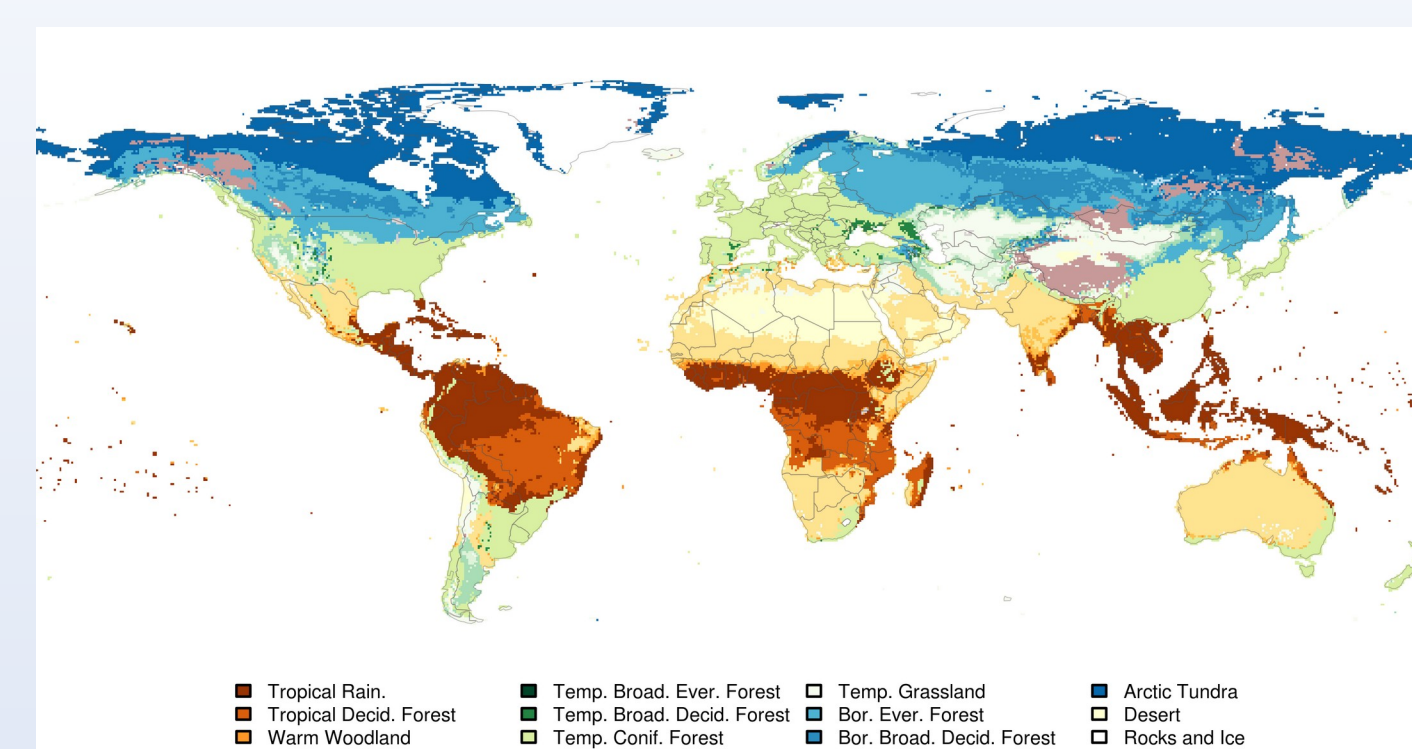 Tropical Rain.
Tropical Decid. Forest
Warm Woodland
Temp. Broad. Ever. Forest
Temp. Broad. Decid. Forest
Temp. Conif. Forest
Temp. Grassland
Bor. Ever. Forest
Bor. Broad. Decid. Forest
Arctic Tundra
Desert
Rocks and Ice